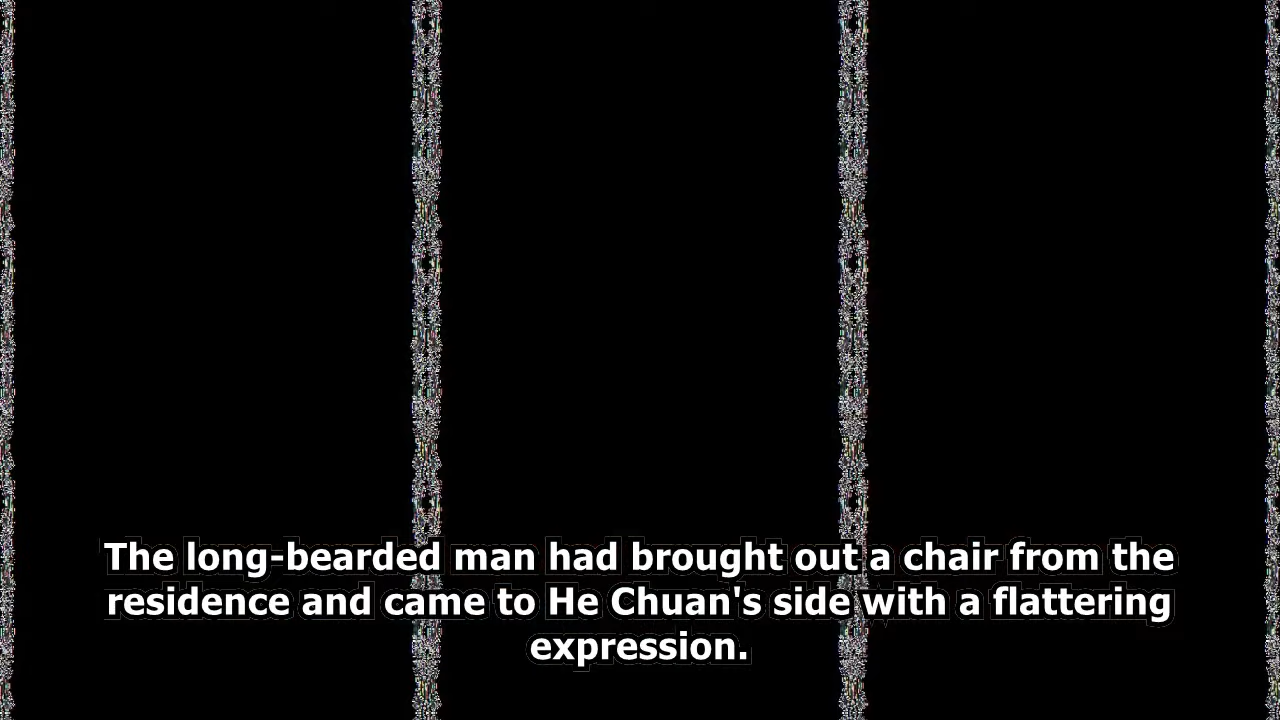 The long-bearded man had brought out a chair from the
residence and came to He Chuan's side with a flattering
expression.